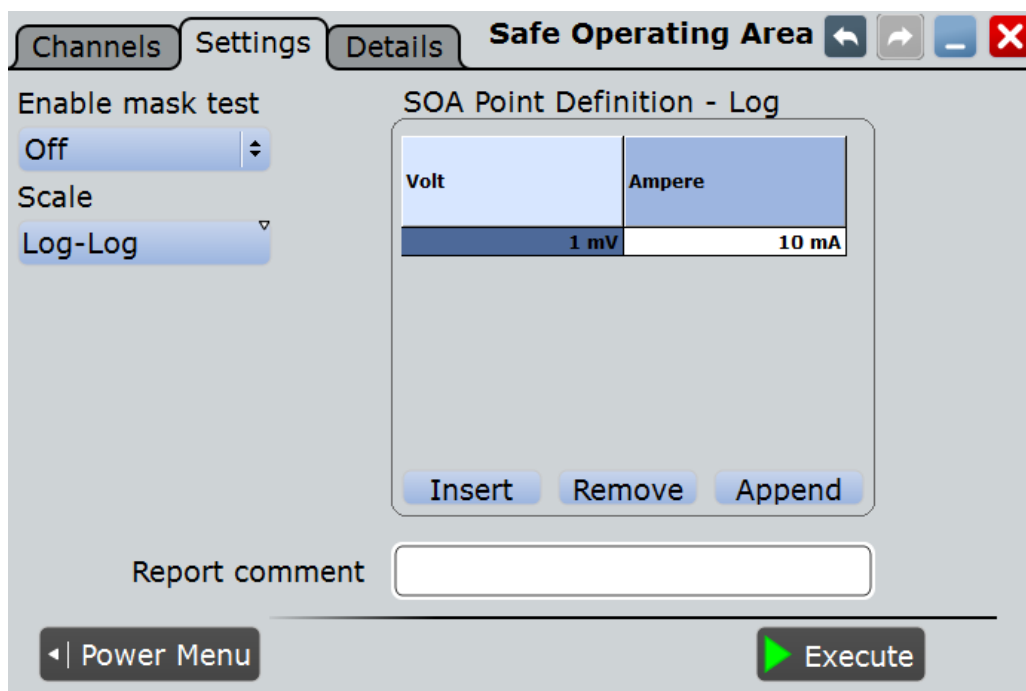 Channels Settings Details Safe Operating Area
Enable mask test
Off
Scale
Log-Log
SOA Point Definition - Log
Volt Ampere
1 mV 10 mA
Insert Remove Append
Report comment
Power Menu
Execute